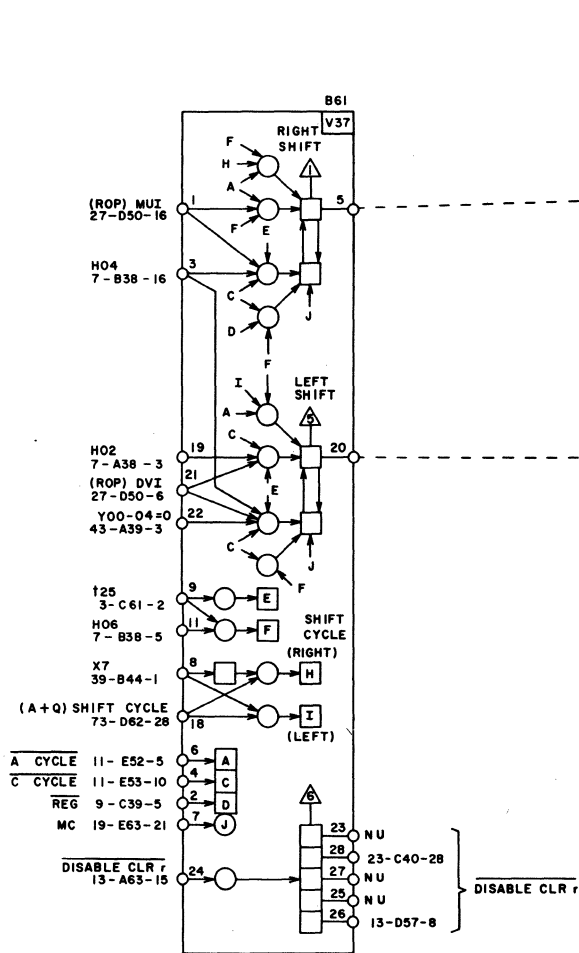 B61
V37
RIGHT
SHIFT
F
H
A
1
(ROP) MUI
27-D50-16
1
5
F
E
H04
7-B38-16
3
C
D
J
F
I
LEFT
SHIFT
A
5
C
H02
7-A38-3
19
20
21
(ROP) DVI
27-D50-6
E
22
Y00-04=0
43-A39-3
C
J
F
†25
3-C61-2
9
E
H06
7-B38-5
11
F
SHIFT
CYCLE
(RIGHT)
X7
39-B44-1
8
H
(A+Q) SHIFT CYCLE
73-D62-28
18
I
(LEFT)
A CYCLE 11-E52-5
6
A
C CYCLE 11-E53-10
4
C
REG 9-C39-5
2
D
MC 19-E63-21
7
J
6
23
NU
28
23-C40-28
DISABLE CLR r
13-A63-15
24
27
NU
DISABLE CLR r
25
NU
26
13-D57-8